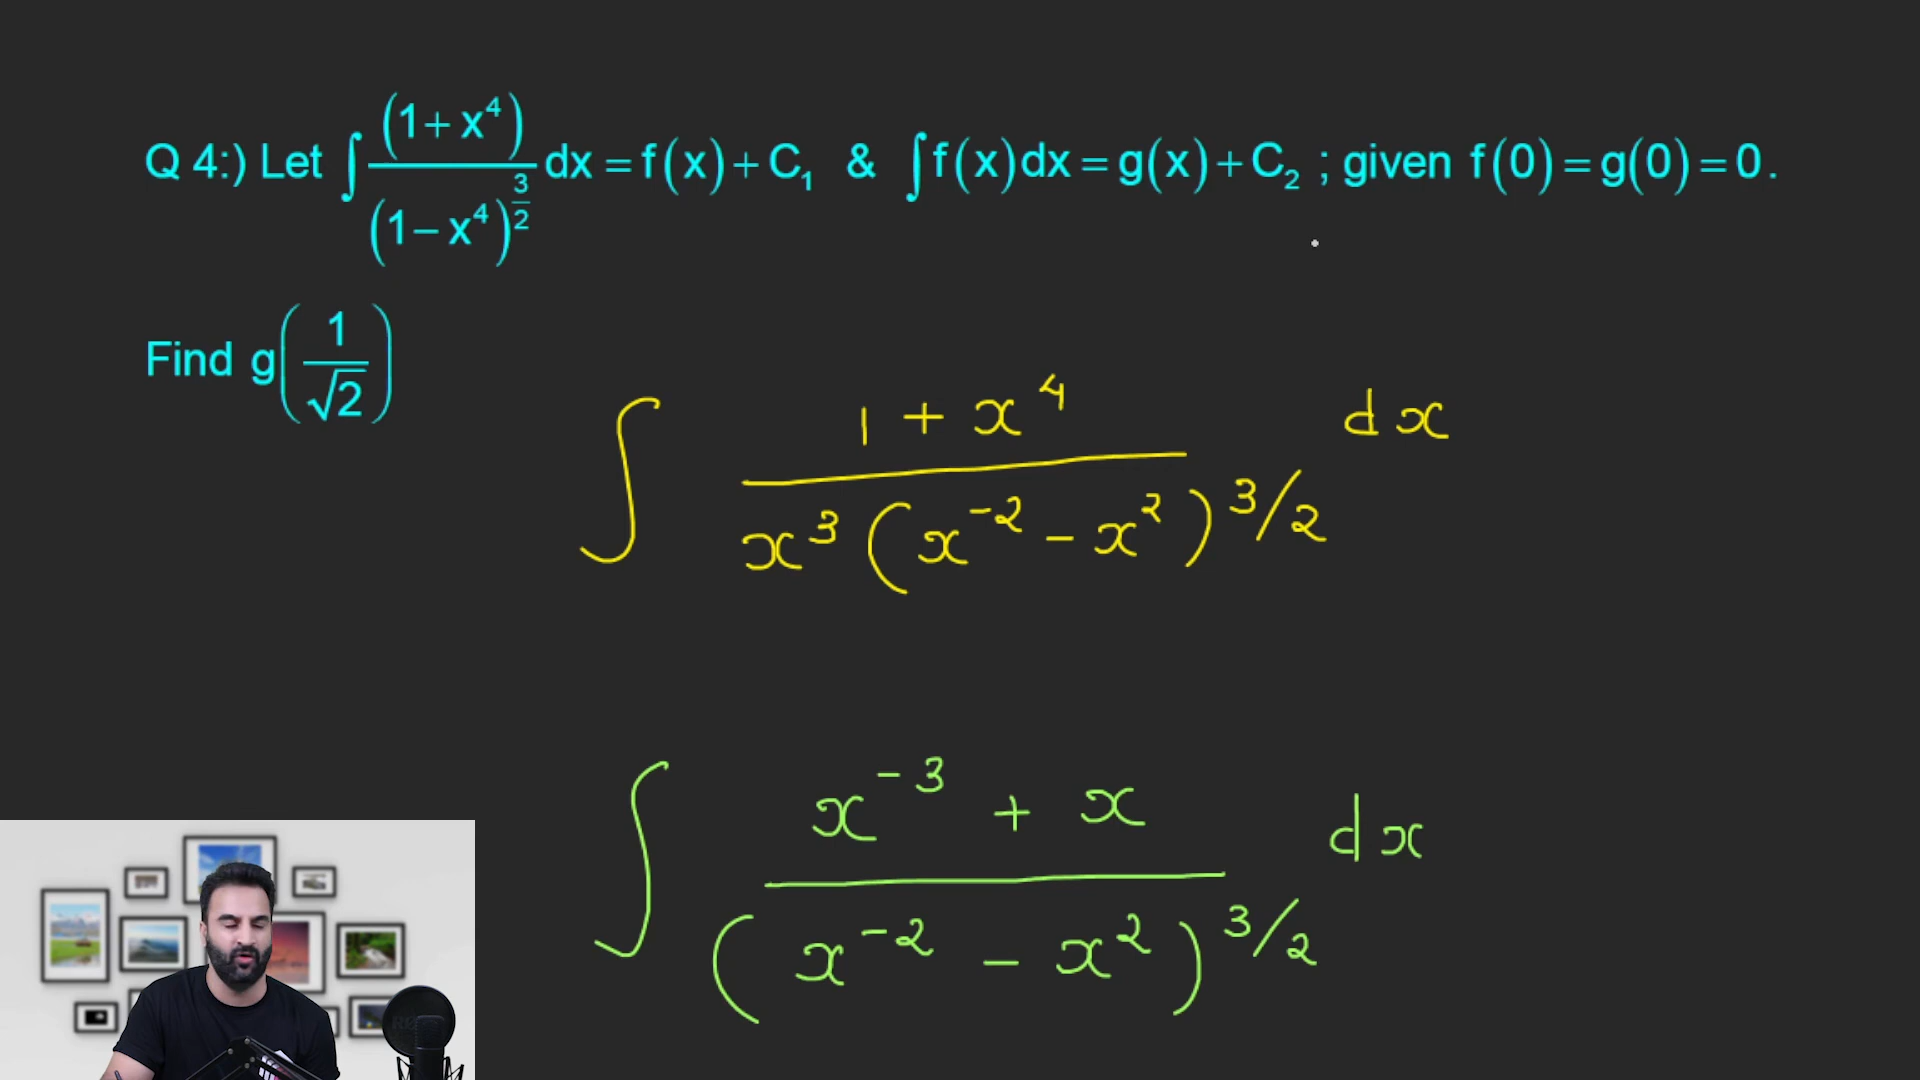 Q 4:) Let ∫ (1+x⁴)/(1−x⁴)^(3/2) dx = f(x)+C₁ & ∫f(x)dx = g(x)+C₂ ; given f(0)=g(0)=0.
Find g(1/√2)
∫ (1 + x⁴)/(x³(x⁻² − x²)^(3/2)) dx
∫ (x⁻³ + x)/((x⁻² − x²)^(3/2)) dx